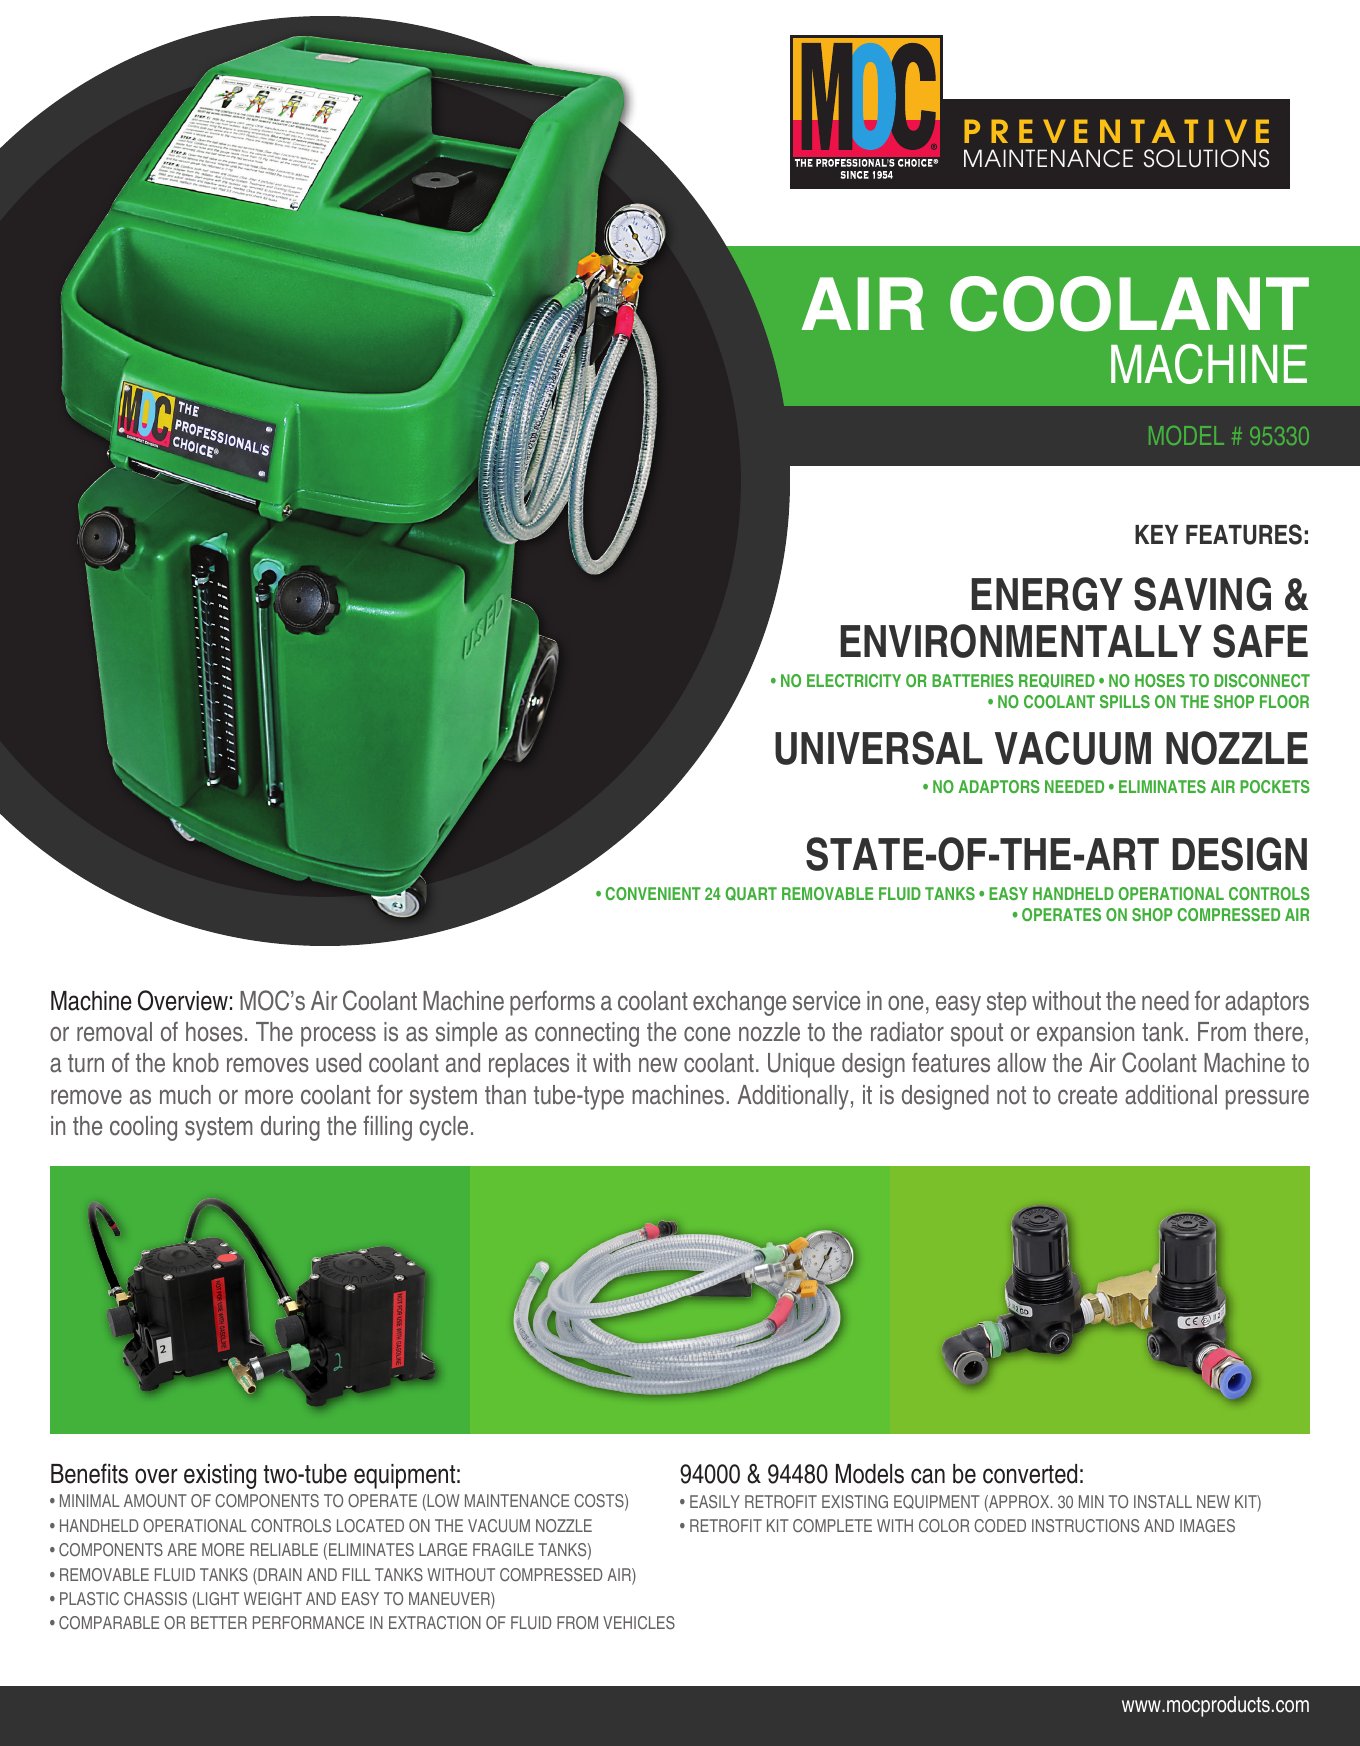 MOC
THE PROFESSIONAL'S CHOICE®
SINCE 1954
PREVENTATIVE
MAINTENANCE SOLUTIONS
AIR COOLANT
MACHINE
MODEL # 95330
MOC
THE
PROFESSIONAL'S
CHOICE®
USED
KEY FEATURES:
ENERGY SAVING &
ENVIRONMENTALLY SAFE
• NO ELECTRICITY OR BATTERIES REQUIRED • NO HOSES TO DISCONNECT
• NO COOLANT SPILLS ON THE SHOP FLOOR
UNIVERSAL VACUUM NOZZLE
• NO ADAPTORS NEEDED • ELIMINATES AIR POCKETS
STATE-OF-THE-ART DESIGN
• CONVENIENT 24 QUART REMOVABLE FLUID TANKS • EASY HANDHELD OPERATIONAL CONTROLS
• OPERATES ON SHOP COMPRESSED AIR
Machine Overview: MOC’s Air Coolant Machine performs a coolant exchange service in one, easy step without the need for adaptors
or removal of hoses. The process is as simple as connecting the cone nozzle to the radiator spout or expansion tank. From there,
a turn of the knob removes used coolant and replaces it with new coolant. Unique design features allow the Air Coolant Machine to
remove as much or more coolant for system than tube-type machines. Additionally, it is designed not to create additional pressure
in the cooling system during the filling cycle.
NOT FOR USE WITH GASOLINE
2
NOT FOR USE WITH GASOLINE
2
Benefits over existing two-tube equipment:
• MINIMAL AMOUNT OF COMPONENTS TO OPERATE (LOW MAINTENANCE COSTS)
• HANDHELD OPERATIONAL CONTROLS LOCATED ON THE VACUUM NOZZLE
• COMPONENTS ARE MORE RELIABLE (ELIMINATES LARGE FRAGILE TANKS)
• REMOVABLE FLUID TANKS (DRAIN AND FILL TANKS WITHOUT COMPRESSED AIR)
• PLASTIC CHASSIS (LIGHT WEIGHT AND EASY TO MANEUVER)
• COMPARABLE OR BETTER PERFORMANCE IN EXTRACTION OF FLUID FROM VEHICLES
94000 & 94480 Models can be converted:
• EASILY RETROFIT EXISTING EQUIPMENT (APPROX. 30 MIN TO INSTALL NEW KIT)
• RETROFIT KIT COMPLETE WITH COLOR CODED INSTRUCTIONS AND IMAGES
www.mocproducts.com